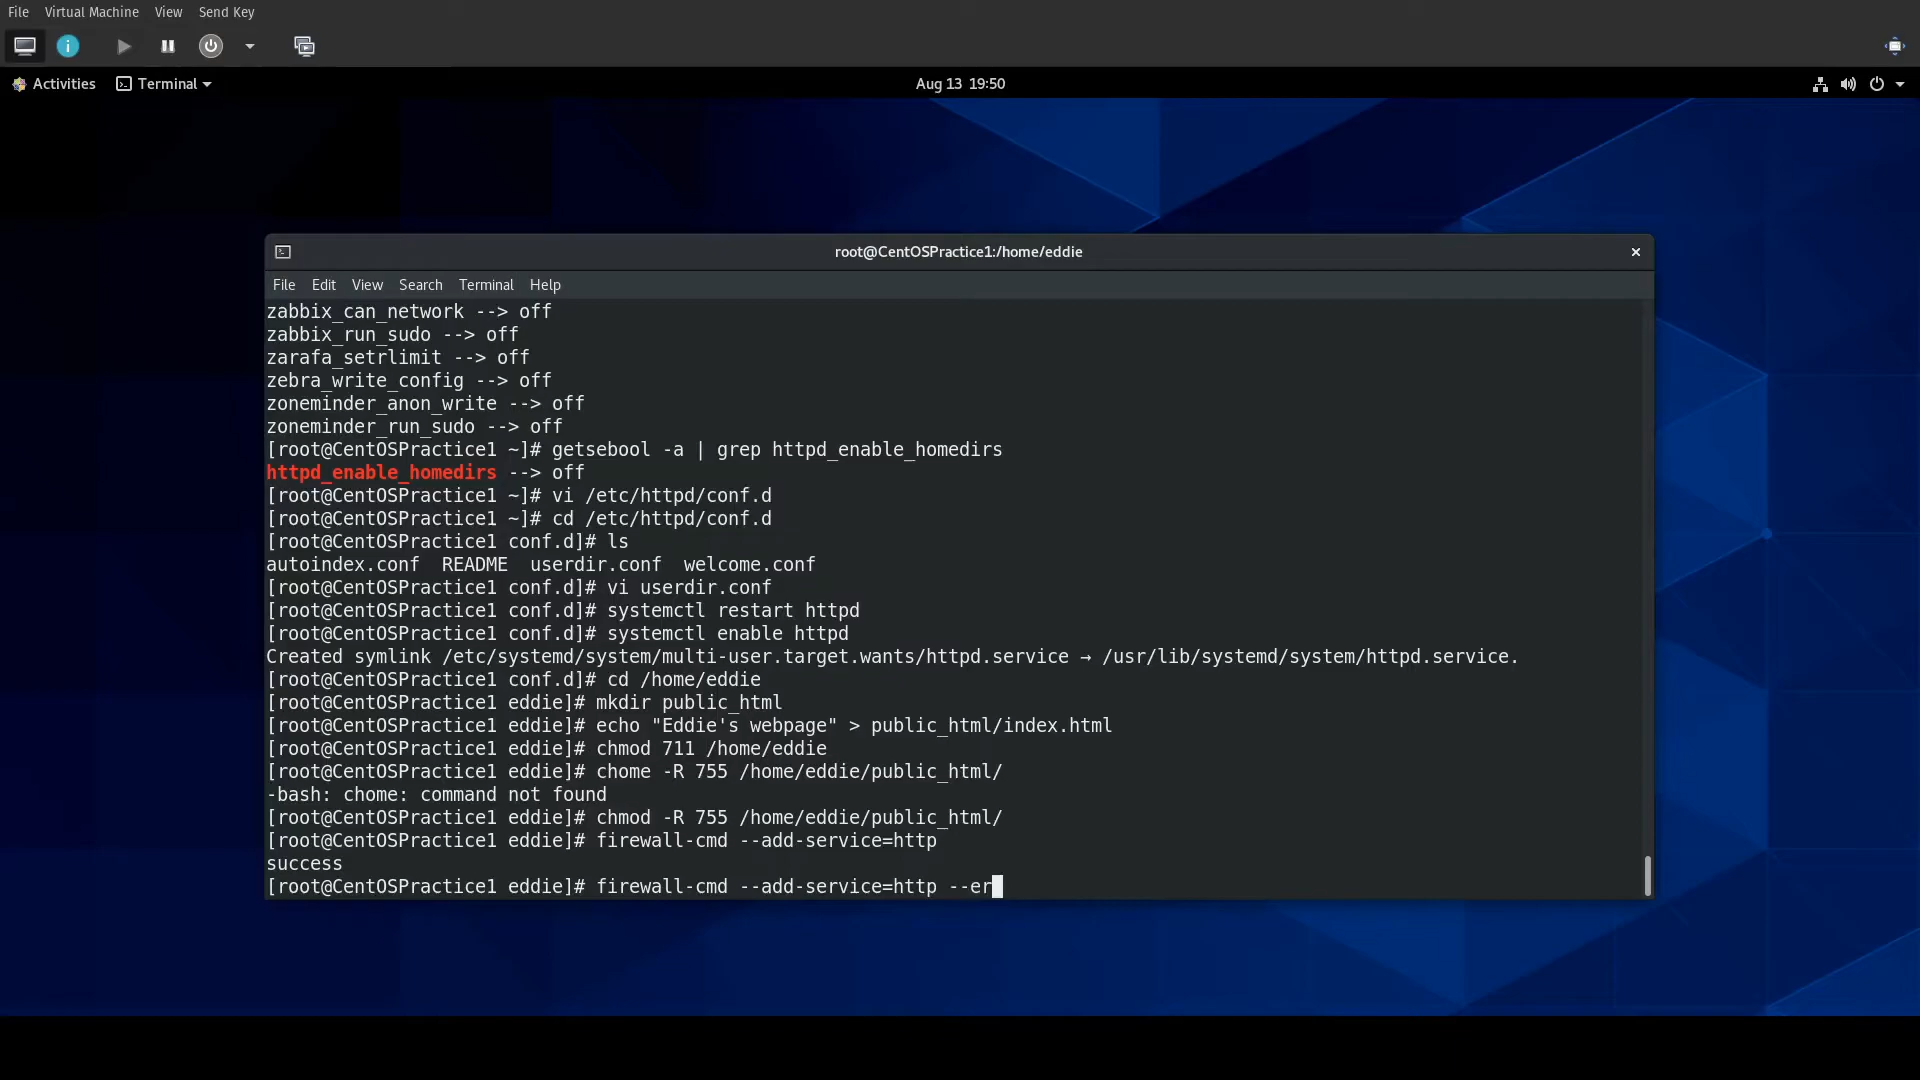 File Virtual Machine View Send Key
Activities Terminal Aug 13 19:50
root@CentOSPractice1:/home/eddie
File Edit View Search Terminal Help
zabbix_can_network --> off
zabbix_run_sudo --> off
zarafa_setrlimit --> off
zebra_write_config --> off
zoneminder_anon_write --> off
zoneminder_run_sudo --> off
[root@CentOSPractice1 ~]# getsebool -a | grep httpd_enable_homedirs
httpd_enable_homedirs --> off
[root@CentOSPractice1 ~]# vi /etc/httpd/conf.d
[root@CentOSPractice1 ~]# cd /etc/httpd/conf.d
[root@CentOSPractice1 conf.d]# ls
autoindex.conf README userdir.conf welcome.conf
[root@CentOSPractice1 conf.d]# vi userdir.conf
[root@CentOSPractice1 conf.d]# systemctl restart httpd
[root@CentOSPractice1 conf.d]# systemctl enable httpd
Created symlink /etc/systemd/system/multi-user.target.wants/httpd.service → /usr/lib/systemd/system/httpd.service.
[root@CentOSPractice1 conf.d]# cd /home/eddie
[root@CentOSPractice1 eddie]# mkdir public_html
[root@CentOSPractice1 eddie]# echo "Eddie's webpage" > public_html/index.html
[root@CentOSPractice1 eddie]# chmod 711 /home/eddie
[root@CentOSPractice1 eddie]# chome -R 755 /home/eddie/public_html/
-bash: chome: command not found
[root@CentOSPractice1 eddie]# chmod -R 755 /home/eddie/public_html/
[root@CentOSPractice1 eddie]# firewall-cmd --add-service=http
success
[root@CentOSPractice1 eddie]# firewall-cmd --add-service=http --er